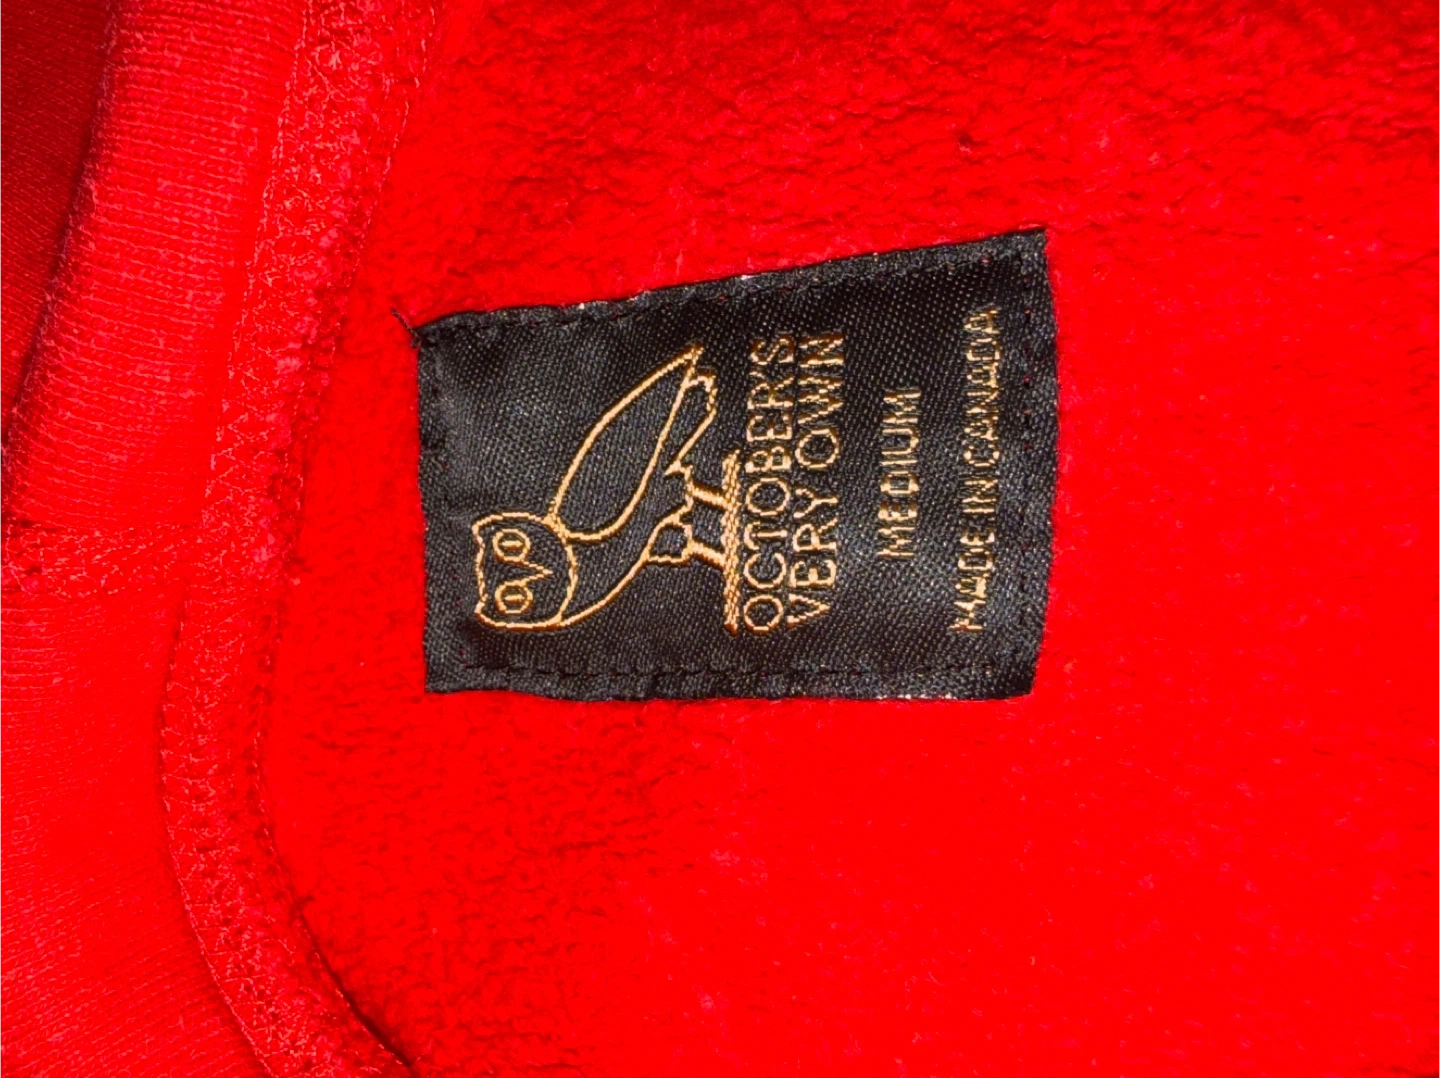 OCTOBER'S
VERY OWN
MEDIUM
MADE IN CANADA